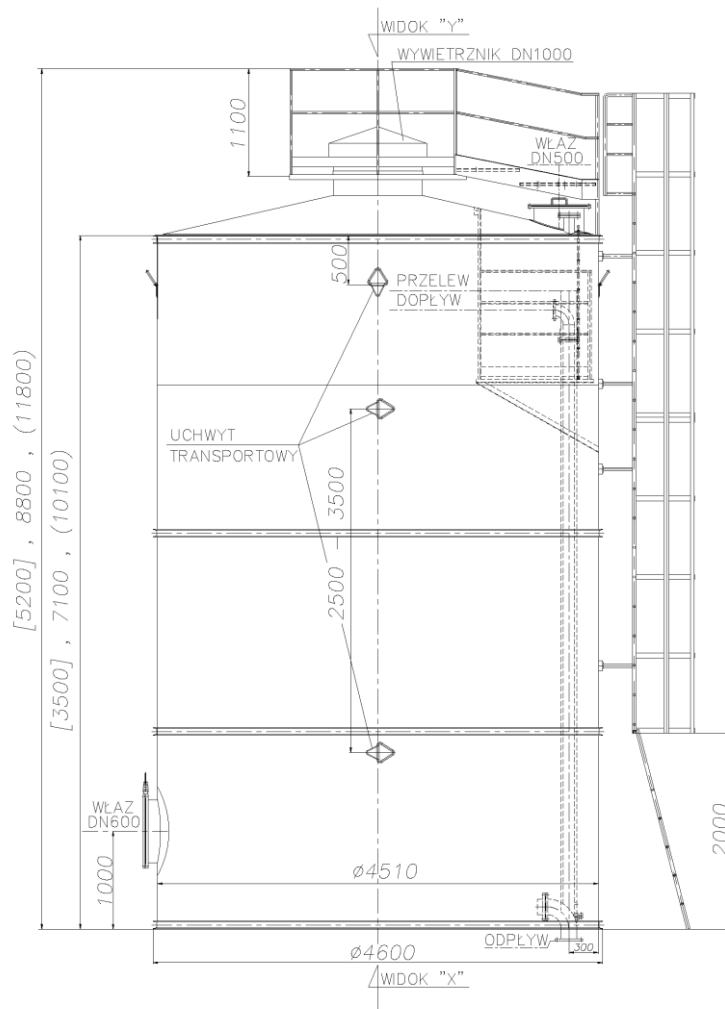 WIDOK "Y"
WYWIETRZNIK DN1000
1100
WŁAZ
DN500
500
PRZELEW
DOPŁYW
UCHWYT
TRANSPORTOWY
2500 - 3500
[5200] , 8800 , (11800)
[3500] , 7100 , (10100)
WŁAZ
DN600
1000
2000
ø4510
ODPŁYW
300
ø4600
WIDOK "X"